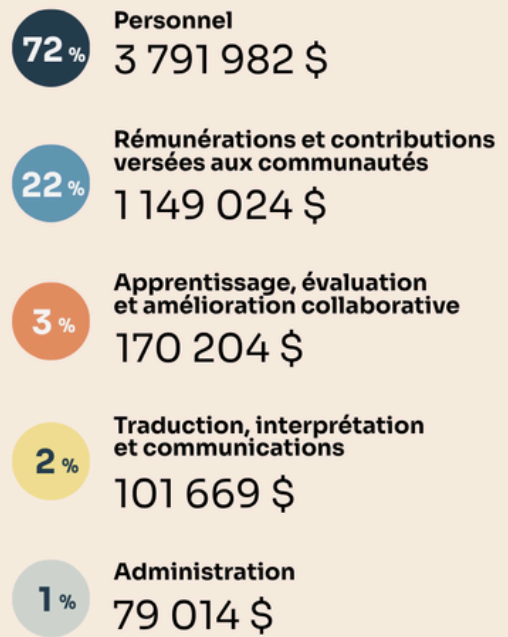 72 %
Personnel
3 791 982 $
22 %
Rémunérations et contributions
versées aux communautés
1 149 024 $
3 %
Apprentissage, évaluation
et amélioration collaborative
170 204 $
2 %
Traduction, interprétation
et communications
101 669 $
1 %
Administration
79 014 $